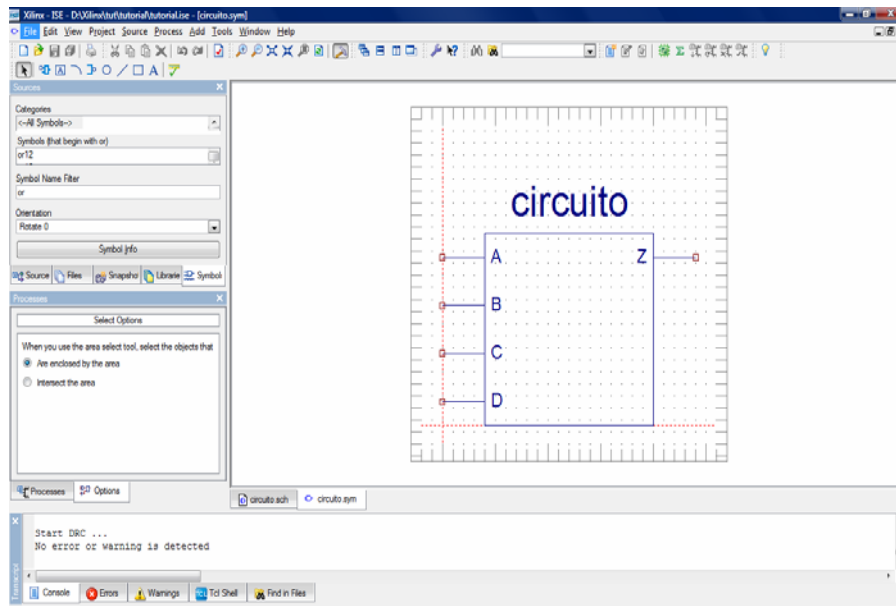 Xilinx - ISE - D:\Xilinx\tut\tutorial\tutorial.ise - [circuito.sym]
File Edit View Project Source Process Add Tools Window Help
Sources
Categories
<--All Symbols-->
Symbols (that begin with or)
or12
Symbol Name Filter
or
Orientation
Rotate 0
Symbol Info
Source Files Snapshot Librarie Symbol
Processes
Select Options
When you use the area select tool, select the objects that
Are enclosed by the area
Intersect the area
Processes Options
circuito
A Z
B
C
D
circuito.sch circuito.sym
Start DRC ...
No error or warning is detected
Transcript
Console Errors Warnings Tcl Shell Find in Files